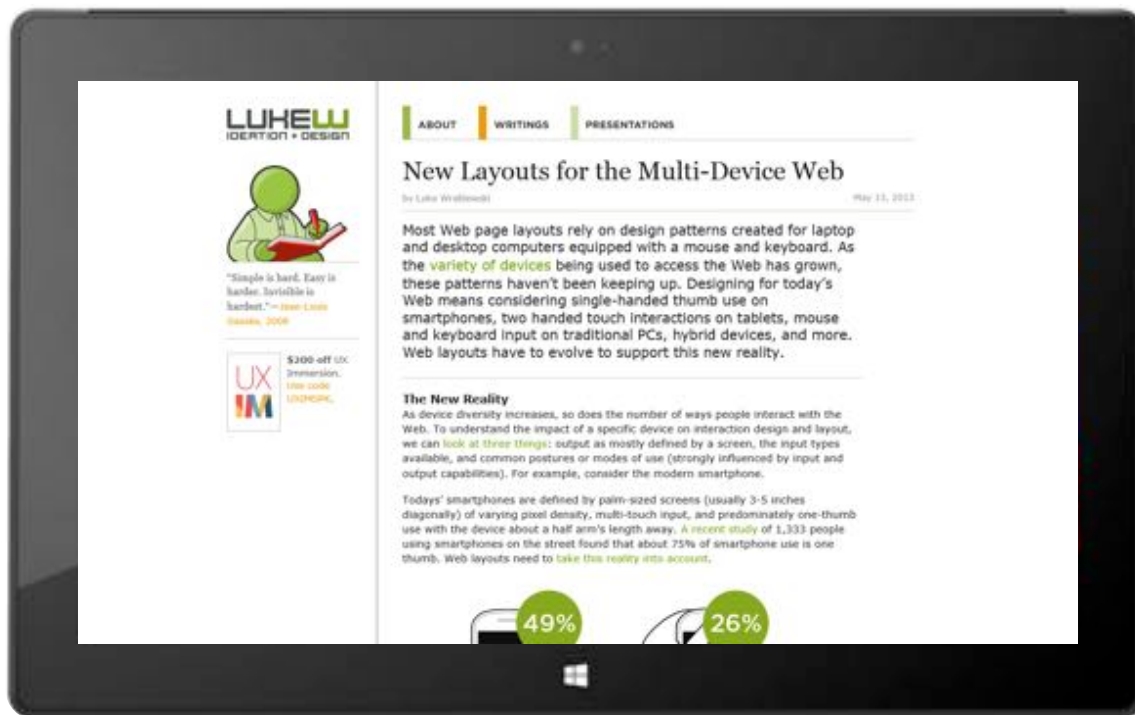 LUKEW
IDEATION + DESIGN
"Simple is hard. Easy is
harder. Invisible is
hardest." — Jean-Louis
Gassée, 2009
UX
IM
$200 off UX
Immersion.
Use code
ABOUT
WRITINGS
PRESENTATIONS
New Layouts for the Multi-Device Web
by Luke Wroblewski
May 13, 2013
Most Web page layouts rely on design patterns created for laptop
and desktop computers equipped with a mouse and keyboard. As
the variety of devices being used to access the Web has grown,
these patterns haven't been keeping up. Designing for today's
Web means considering single-handed thumb use on
smartphones, two handed touch interactions on tablets, mouse
and keyboard input on traditional PCs, hybrid devices, and more.
Web layouts have to evolve to support this new reality.
The New Reality
As device diversity increases, so does the number of ways people interact with the
Web. To understand the impact of a specific device on interaction design and layout,
we can look at three things: output as mostly defined by a screen, the input types
available, and common postures or modes of use (strongly influenced by input and
output capabilities). For example, consider the modern smartphone.
Todays' smartphones are defined by palm-sized screens (usually 3-5 inches
diagonally) of varying pixel density, multi-touch input, and predominately one-thumb
use with the device about a half arm's length away. A recent study of 1,333 people
using smartphones on the street found that about 75% of smartphone use is one
thumb. Web layouts need to take this reality into account.
49%
26%